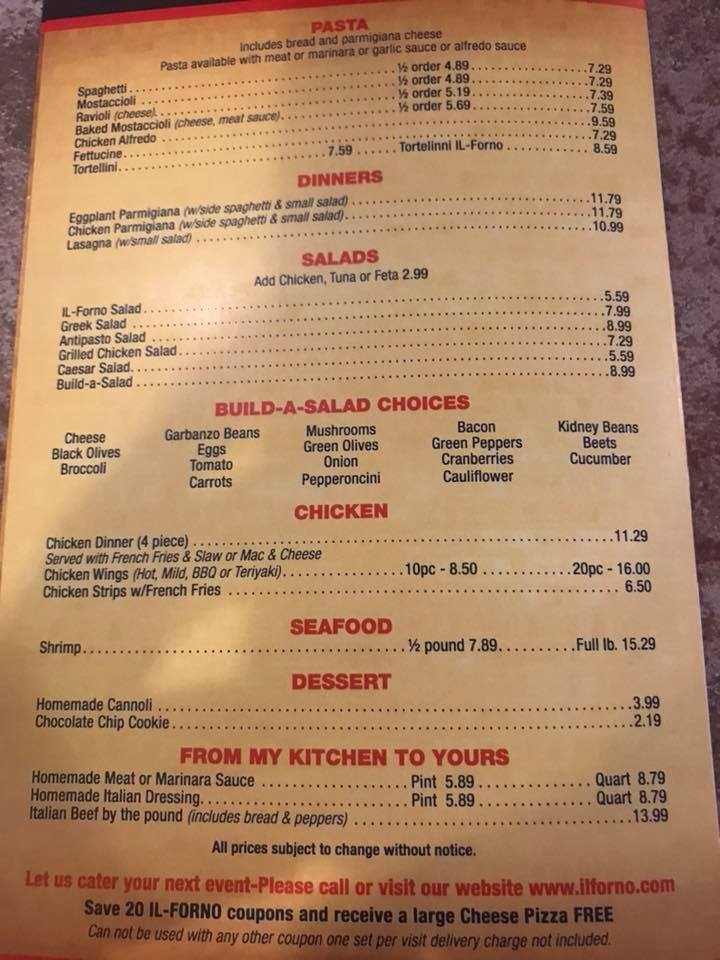 PASTA
Includes bread and parmigiana cheese
Pasta available with meat or marinara or garlic sauce or alfredo sauce
Spaghetti ½ order 4.89 7.29
Mostaccioli ½ order 4.89 7.29
Ravioli (cheese) ½ order 5.19 7.39
Baked Mostaccioli (cheese, meat sauce) ½ order 5.69 7.59
Chicken Alfredo 9.59
Fettucine 7.29
Tortellini 7.59 Tortelinni IL-Forno 8.59
DINNERS
Eggplant Parmigiana (w/side spaghetti & small salad) 11.79
Chicken Parmigiana (w/side spaghetti & small salad) 11.79
Lasagna (w/small salad) 10.99
SALADS
Add Chicken, Tuna or Feta 2.99
IL-Forno Salad 5.59
Greek Salad 7.99
Antipasto Salad 8.99
Grilled Chicken Salad 7.29
Caesar Salad 5.59
Build-a-Salad 8.99
BUILD-A-SALAD CHOICES
Cheese Garbanzo Beans Mushrooms Bacon Kidney Beans
Black Olives Eggs Green Olives Green Peppers Beets
Broccoli Tomato Onion Cranberries Cucumber
Carrots Pepperoncini Cauliflower
CHICKEN
Chicken Dinner (4 piece) 11.29
Served with French Fries & Slaw or Mac & Cheese
Chicken Wings (Hot, Mild, BBQ or Teriyaki) 10pc - 8.50 20pc - 16.00
Chicken Strips w/French Fries 6.50
SEAFOOD
Shrimp ½ pound 7.89 Full lb. 15.29
DESSERT
Homemade Cannoli 3.99
Chocolate Chip Cookie 2.19
FROM MY KITCHEN TO YOURS
Homemade Meat or Marinara Sauce Pint 5.89 Quart 8.79
Homemade Italian Dressing Pint 5.89 Quart 8.79
Italian Beef by the pound (includes bread & peppers) 13.99
All prices subject to change without notice.
Let us cater your next event-Please call or visit our website www.ilforno.com
Save 20 IL-FORNO coupons and receive a large Cheese Pizza FREE
Can not be used with any other coupon one set per visit delivery charge not included.